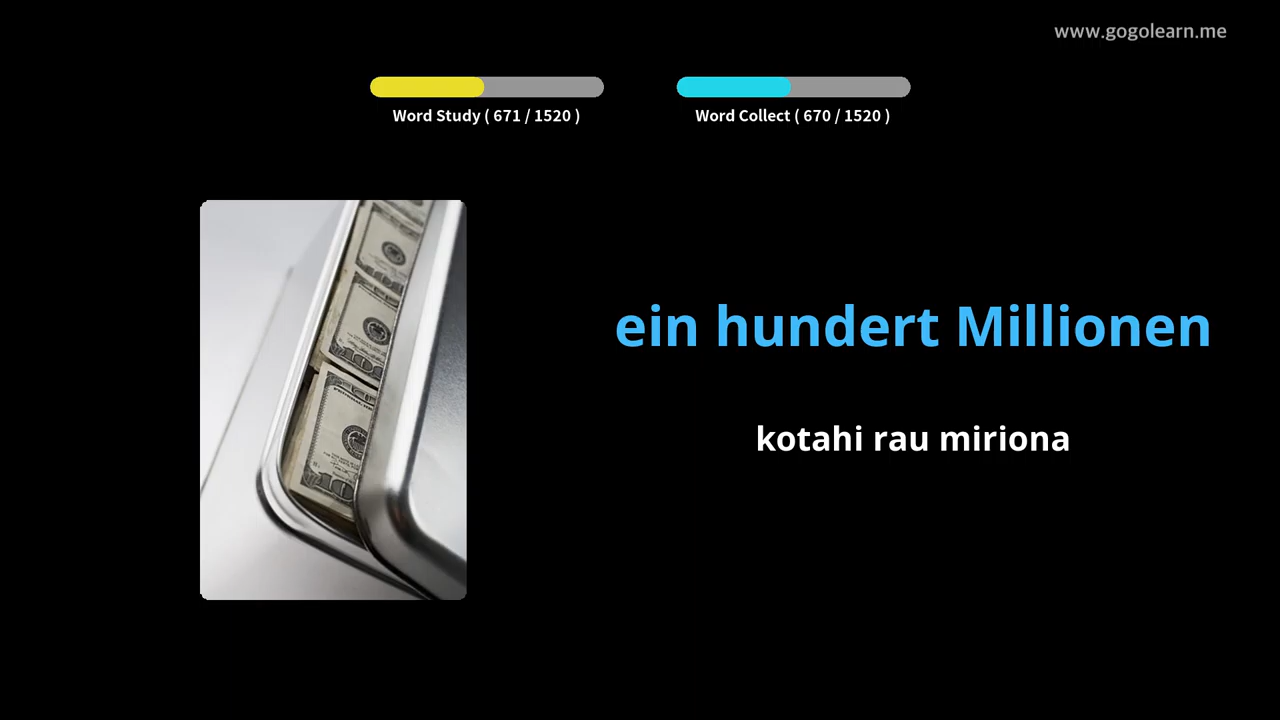 www.gogolearn.me
Word Study ( 671 / 1520 )
Word Collect ( 670 / 1520 )
ein hundert Millionen
kotahi rau miriona